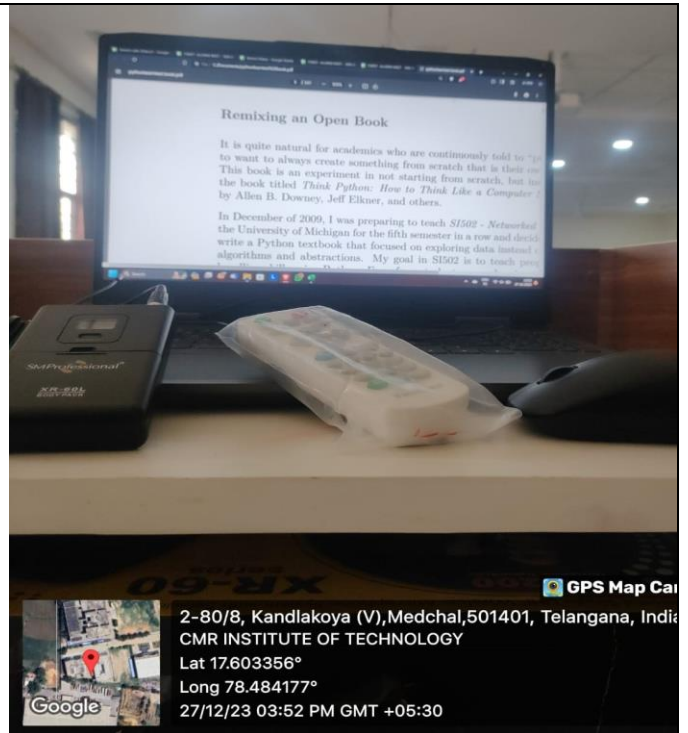 Remixing an Open Book
It is quite natural for academics who are continuously told to
to want to always create something from scratch that is their
This book is an experiment in not starting from scratch, but
the book titled Think Python: How to Think Like a Computer
by Allen B. Downey, Jeff Elkner, and others.
In December of 2009, I was preparing to teach SI502 - Networked
the University of Michigan for the fifth semester in a row and
write a Python textbook that focused on exploring data instead
algorithms and abstractions. My goal in SI502 is to teach
SMProfessional
XR-60L
BODY PACK
XR-60
series
GPS Map Ca
2-80/8, Kandlakoya (V),Medchal,501401, Telangana, India
CMR INSTITUTE OF TECHNOLOGY
Lat 17.603356°
Long 78.484177°
Google
27/12/23 03:52 PM GMT +05:30